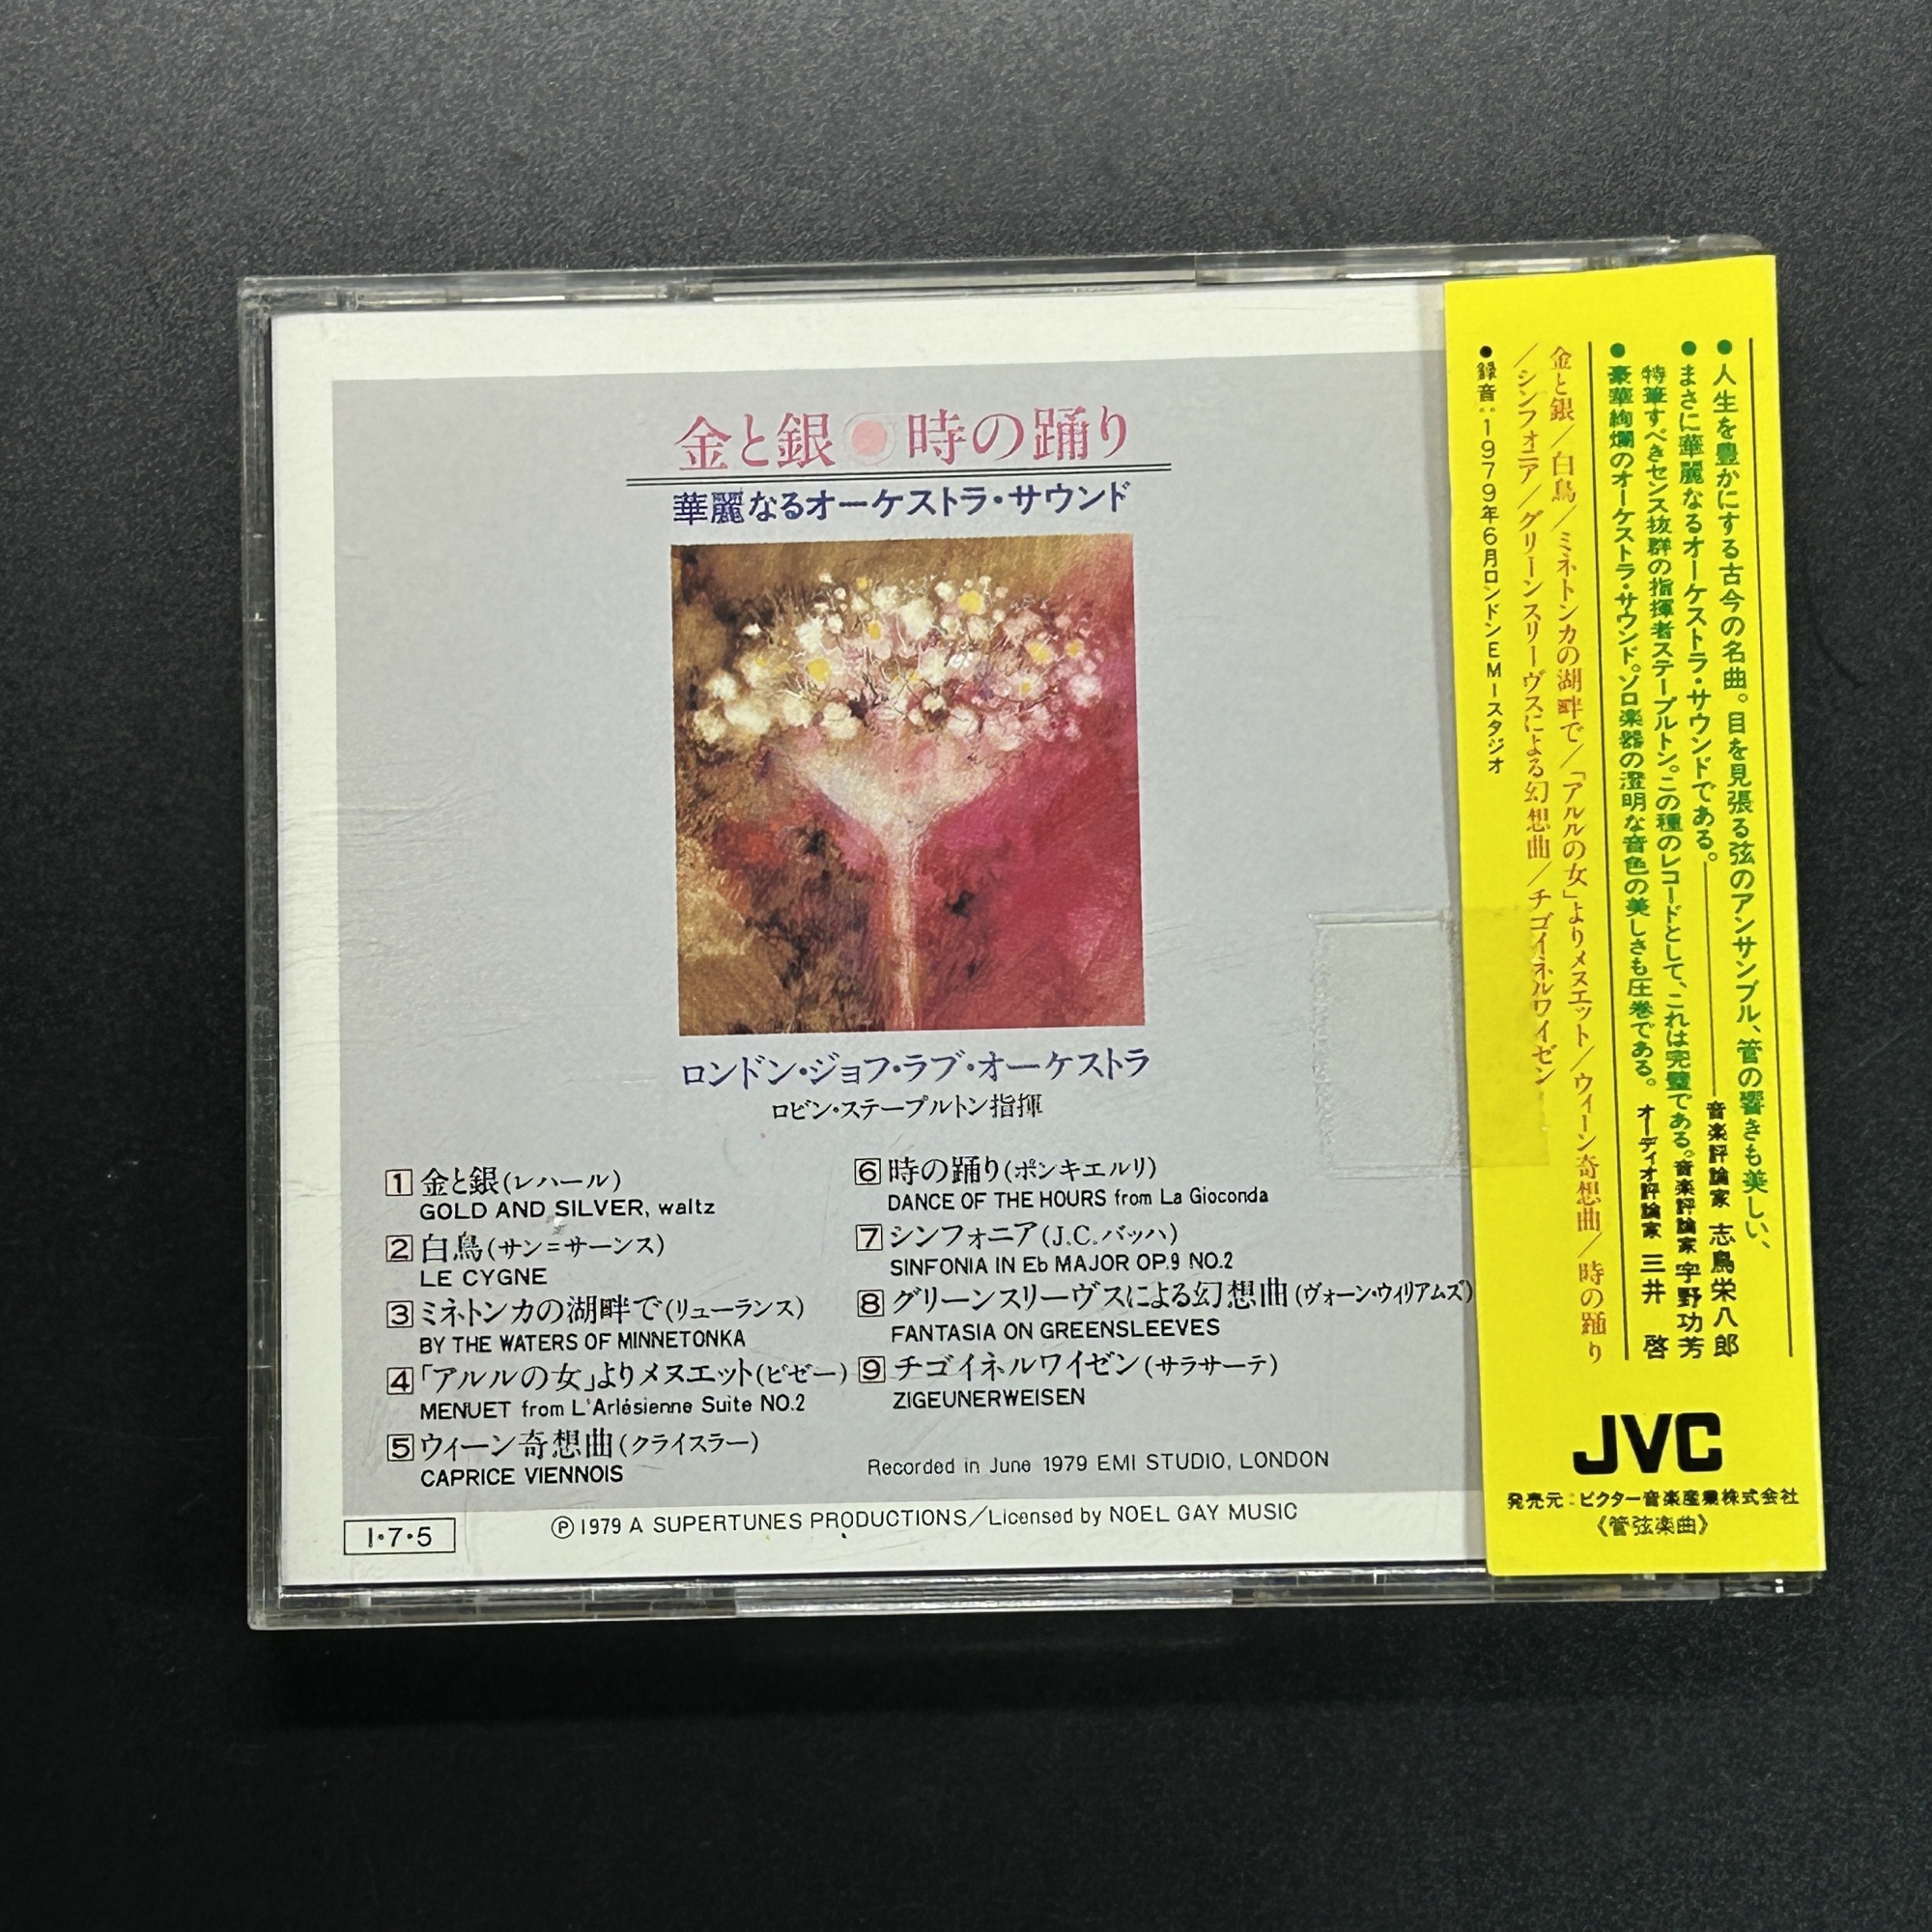 金と銀●時の踊り
華麗なるオーケストラ・サウンド
ロンドン・ジョフ・ラブ・オーケストラ
ロビン・ステープルトン指揮
1 金と銀(レハール)
GOLD AND SILVER, waltz
2 白鳥(サン=サーンス)
LE CYGNE
3 ミネトンカの湖畔で(リューランス)
BY THE WATERS OF MINNETONKA
4 「アルルの女」よりメヌエット(ビゼー)
MENUET from L'Arlésienne Suite NO.2
5 ウィーン奇想曲(クライスラー)
CAPRICE VIENNOIS
6 時の踊り(ポンキエルリ)
DANCE OF THE HOURS from La Gioconda
7 シンフォニア(J.C.バッハ)
SINFONIA IN Eb MAJOR OP.9 NO.2
8 グリーンスリーヴスによる幻想曲(ヴォーン・ウィリアムズ)
FANTASIA ON GREENSLEEVES
9 チゴイネルワイゼン(サラサーテ)
ZIGEUNERWEISEN
Recorded in June 1979 EMI STUDIO, LONDON
Ⓟ1979 A SUPERTUNES PRODUCTIONS/Licensed by NOEL GAY MUSIC
I・7・5
●人生を豊かにする古今の名曲。目を見張る弦のアンサンブル、管の響きも美しい、
●まさに華麗なるオーケストラ・サウンドである。——音楽評論家 志鳥栄八郎
特筆すべきセンス抜群の指揮者ステープルトン。この種のレコードとして、これは完璧である。音楽評論家 宇野功芳
●豪華絢爛のオーケストラ・サウンド。ソロ楽器の澄明な音色の美しさも圧巻である。オーディオ評論家 三井 啓
金と銀/白鳥/ミネトンカの湖畔で/「アルルの女」よりメヌエット/ウィーン奇想曲/時の踊り
/シンフォニア/グリーンスリーヴスによる幻想曲/チゴイネルワイゼン
●録音:1979年6月ロンドンEMIスタジオ
JVC
発売元:ビクター音楽産業株式会社
《管弦楽曲》